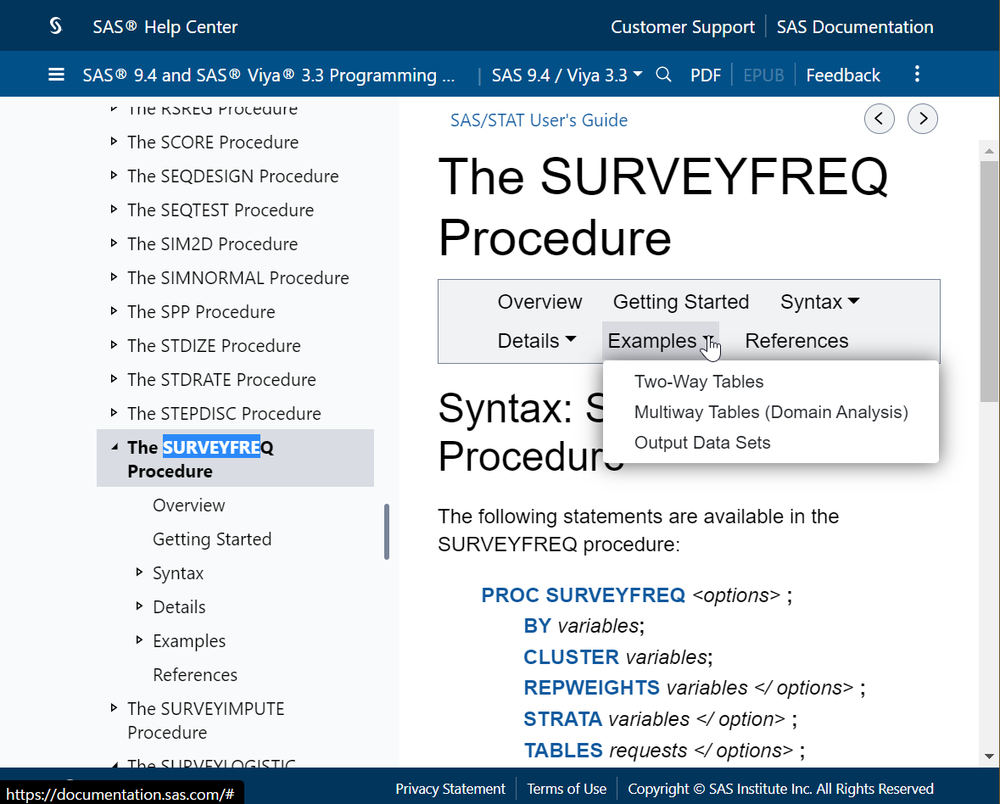 SAS® Help Center
Customer Support
SAS Documentation
SAS® 9.4 and SAS® Viya® 3.3 Programming ...
SAS 9.4 / Viya 3.3
PDF
EPUB
Feedback
The RSREG Procedure
The SCORE Procedure
The SEQDESIGN Procedure
The SEQTEST Procedure
The SIM2D Procedure
The SIMNORMAL Procedure
The SPP Procedure
The STDIZE Procedure
The STDRATE Procedure
The STEPDISC Procedure
The SURVEYFREQ
Procedure
Overview
Getting Started
Syntax
Details
Examples
References
The SURVEYIMPUTE
Procedure
The SURVEYLOGISTIC
SAS/STAT User's Guide
The SURVEYFREQ
Procedure
Overview
Getting Started
Syntax
Details
Examples
References
Two-Way Tables
Multiway Tables (Domain Analysis)
Output Data Sets
Syntax: S
Procedure
The following statements are available in the
SURVEYFREQ procedure:
PROC SURVEYFREQ <options> ;
BY variables;
CLUSTER variables;
REPWEIGHTS variables </ options> ;
STRATA variables </ option> ;
TABLES requests </ options> ;
https://documentation.sas.com/#
Privacy Statement
Terms of Use
Copyright © SAS Institute Inc. All Rights Reserved